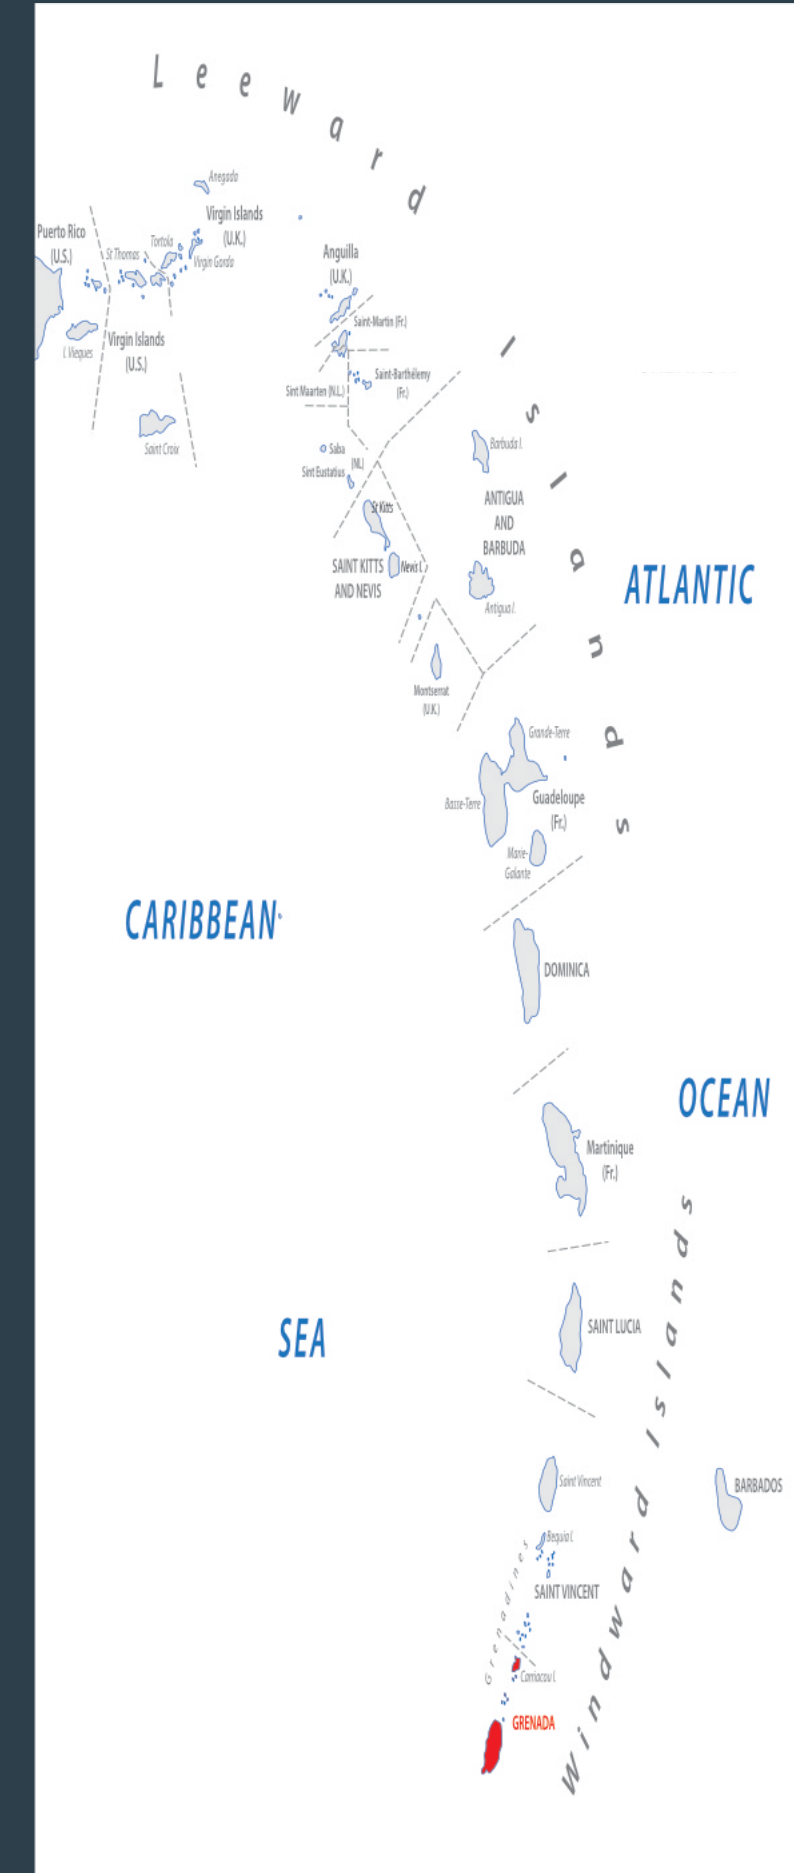 Leeward
Islands
Anegada
Virgin Islands
(U.K.)
Puerto Rico
(U.S.)
St Thomas
Tortola
Virgin Gorda
Anguilla
(U.K.)
I. Vieques
Virgin Islands
(U.S.)
Saint-Martin (Fr.)
Sint Maarten (N.L.)
Saint-Barthélemy
(Fr.)
Saint Croix
Saba
(NL)
Sint Eustatius
Barbuda I.
ANTIGUA
AND
BARBUDA
St Kitts
SAINT KITTS
AND NEVIS
Nevis I.
Antigua I.
ATLANTIC
Montserrat
(U.K.)
Grande-Terre
Basse-Terre
Guadeloupe
(Fr.)
Marie-
Galante
CARIBBEAN
DOMINICA
OCEAN
Martinique
(Fr.)
SEA
SAINT LUCIA
Windward Islands
Saint Vincent
BARBADOS
Bequia I.
Grenadines
SAINT VINCENT
Carriacou I.
GRENADA